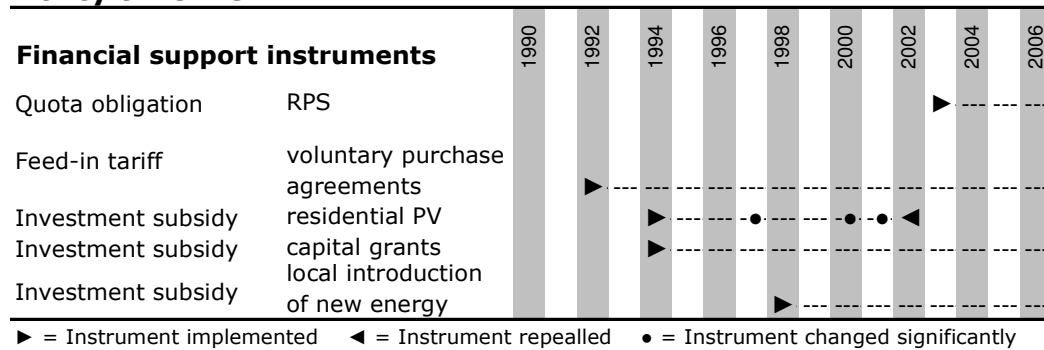 Financial support instruments 1990 1992 1994 1996 1998 2000 2002 2004 2006
Quota obligation RPS
Feed-in tariff voluntary purchase
agreements
Investment subsidy residential PV
Investment subsidy capital grants
local introduction
Investment subsidy
of new energy
► = Instrument implemented ◄ = Instrument repealled ● = Instrument changed significantly